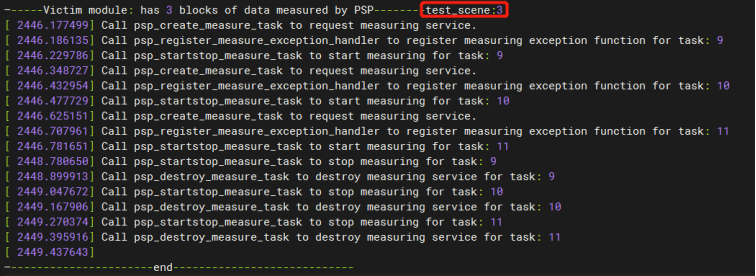 ─-----Victim module: has 3 blocks of data measured by PSP--------test_scene:3
[ 2446.177499] Call psp_create_measure_task to request measuring service.
[ 2446.186135] Call psp_register_measure_exception_handler to register measuring exception function for task: 9
[ 2446.229786] Call psp_startstop_measure_task to start measuring for task: 9
[ 2446.348727] Call psp_create_measure_task to request measuring service.
[ 2446.432954] Call psp_register_measure_exception_handler to register measuring exception function for task: 10
[ 2446.477729] Call psp_startstop_measure_task to start measuring for task: 10
[ 2446.625151] Call psp_create_measure_task to request measuring service.
[ 2446.707961] Call psp_register_measure_exception_handler to register measuring exception function for task: 11
[ 2446.781651] Call psp_startstop_measure_task to start measuring for task: 11
[ 2448.780650] Call psp_startstop_measure_task to stop measuring for task: 9
[ 2448.899913] Call psp_destroy_measure_task to destroy measuring service for task: 9
[ 2449.047672] Call psp_startstop_measure_task to stop measuring for task: 10
[ 2449.167906] Call psp_destroy_measure_task to destroy measuring service for task: 10
[ 2449.270374] Call psp_startstop_measure_task to stop measuring for task: 11
[ 2449.395916] Call psp_destroy_measure_task to destroy measuring service for task: 11
[ 2449.437643]
─----------------------end-----------------------------